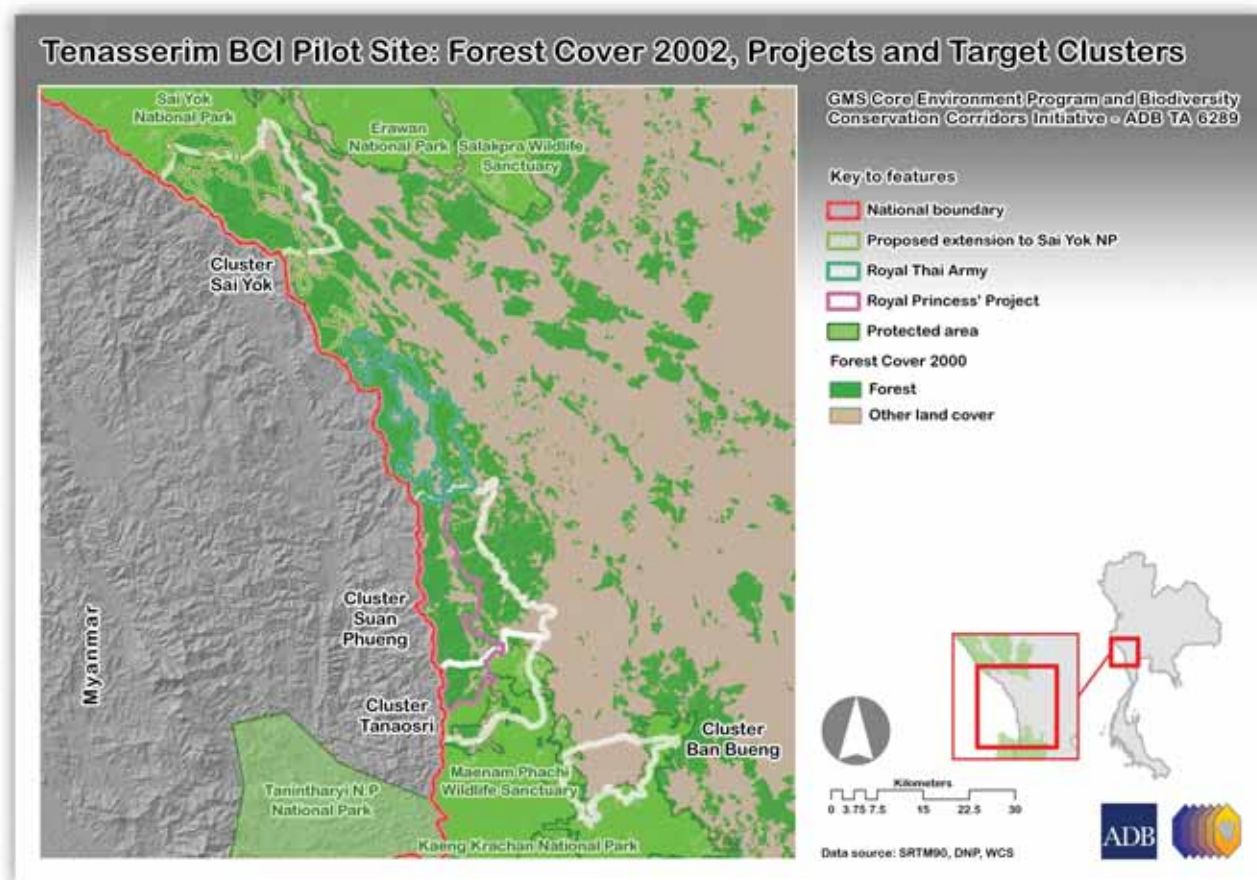 Tenasserim BCI Pilot Site: Forest Cover 2002, Projects and Target Clusters
GMS Core Environment Program and Biodiversity
Conservation Corridors Initiative - ADB TA 6289
Key to features
National boundary
Proposed extension to Sai Yok NP
Royal Thai Army
Royal Princess' Project
Protected area
Forest Cover 2000
Forest
Other land cover
Sai Yok
National Park
Erawan
National Park
Salakpra Wildlife
Sanctuary
Cluster
Sai Yok
Cluster
Suan
Phueng
Myanmar
Cluster
Tanaosri
Cluster
Ban Bueng
Maenam Phachi
Wildlife Sanctuary
Tanintharyi N.P
National Park
Kaeng Krachan National Park
Kilometers
0 3.75 7.5 15 22.5 30
Data source: SRTM90, DNP, WCS
ADB